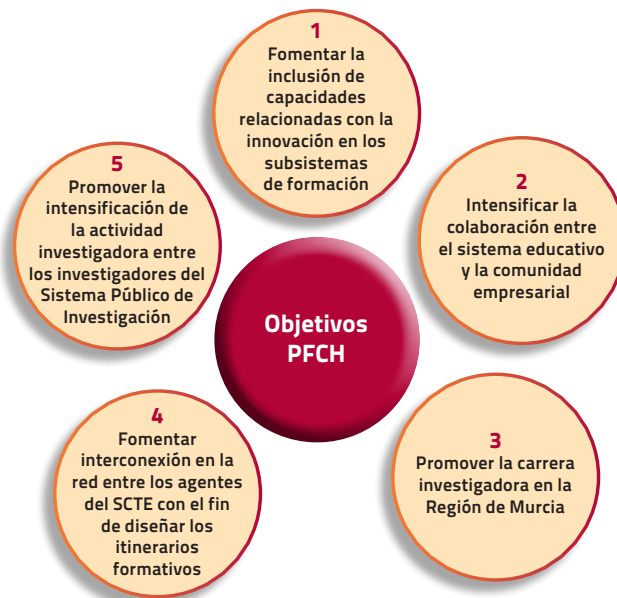 1
Fomentar la
inclusión de
capacidades
relacionadas con la
innovación en los
subsistemas
de formación
2
Intensificar la
colaboración entre
el sistema educativo
y la comunidad
empresarial
3
Promover la carrera
investigadora en la
Región de Murcia
4
Fomentar
interconexión en la
red entre los agentes
del SCTE con el fin
de diseñar los
itinerarios
formativos
5
Promover la
intensificación de
la actividad
investigadora entre
los investigadores del
Sistema Público de
Investigación
Objetivos
PFCH